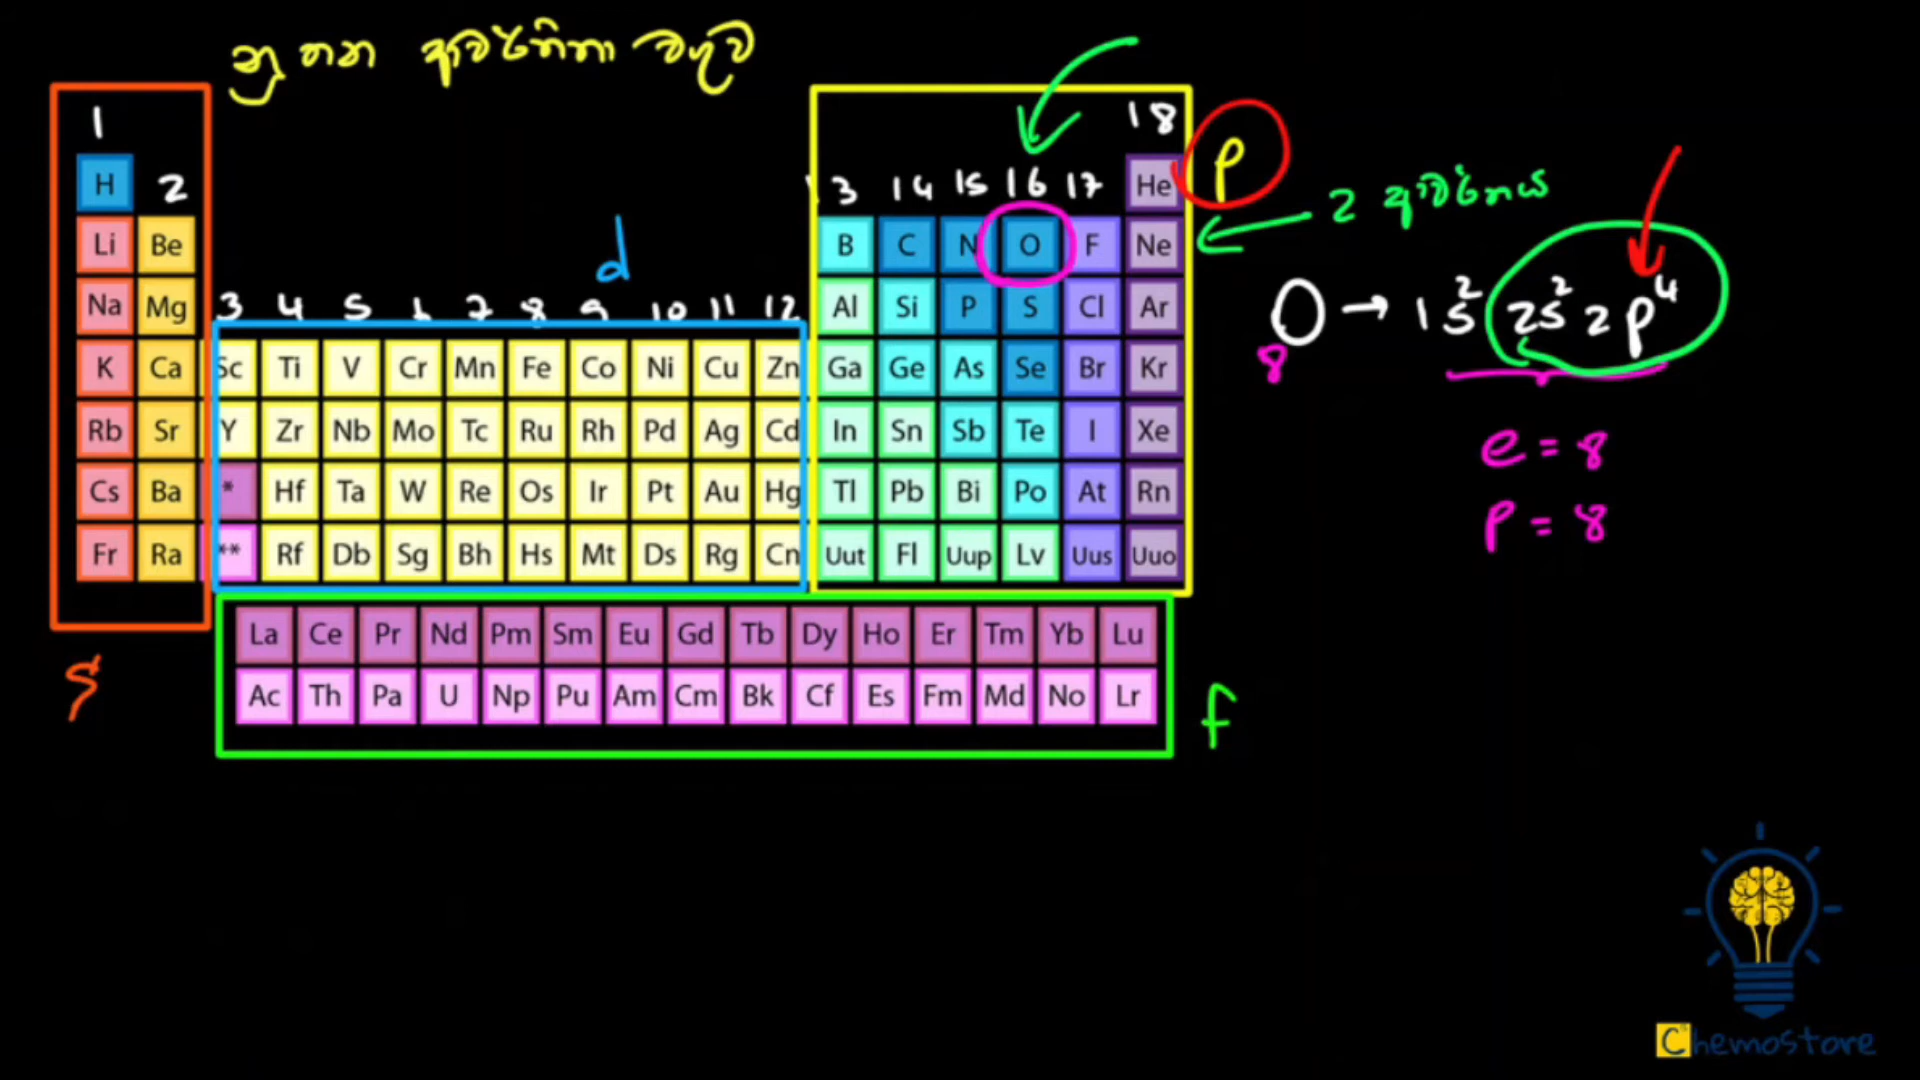 නූතන ආවර්තිතා වගුව
1 18
H 2 13 14 15 16 17 He p
2 ආවර්තය
Li Be d B C N O F Ne
Na Mg 3 4 5 6 7 8 9 10 11 12 Al Si P S Cl Ar
O → 1s² 2s² 2p⁴
8
K Ca Sc Ti V Cr Mn Fe Co Ni Cu Zn Ga Ge As Se Br Kr
Rb Sr Y Zr Nb Mo Tc Ru Rh Pd Ag Cd In Sn Sb Te I Xe
e = 8
Cs Ba * Hf Ta W Re Os Ir Pt Au Hg Tl Pb Bi Po At Rn
p = 8
Fr Ra ** Rf Db Sg Bh Hs Mt Ds Rg Cn Uut Fl Uup Lv Uus Uuo
La Ce Pr Nd Pm Sm Eu Gd Tb Dy Ho Er Tm Yb Lu
s
Ac Th Pa U Np Pu Am Cm Bk Cf Es Fm Md No Lr
f
Chemostore